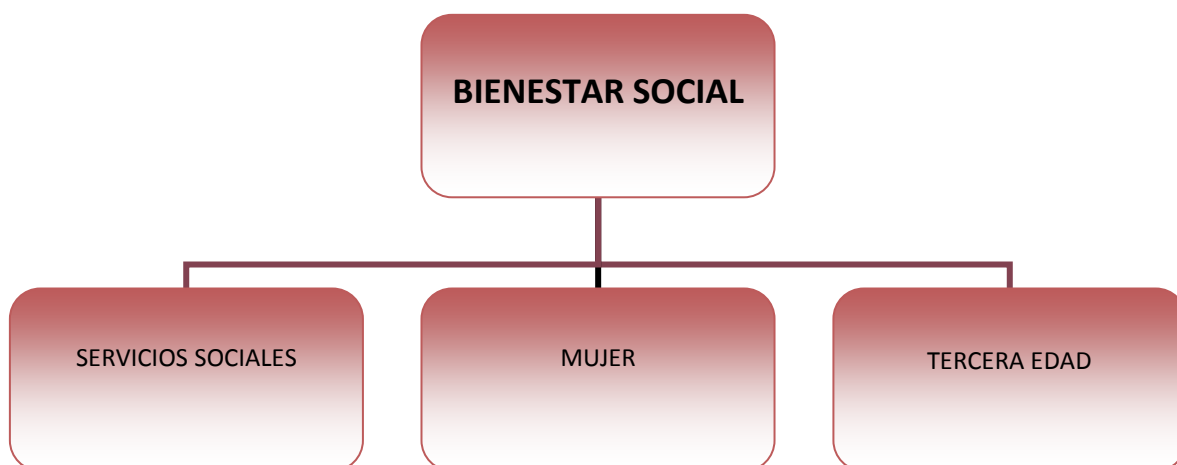 BIENESTAR SOCIAL
SERVICIOS SOCIALES
MUJER
TERCERA EDAD